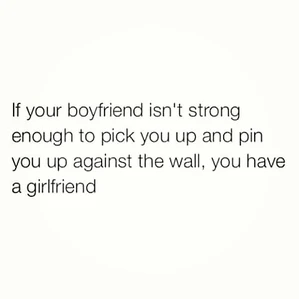 If your boyfriend isn't strong
enough to pick you up and pin
you up against the wall, you have
a girlfriend